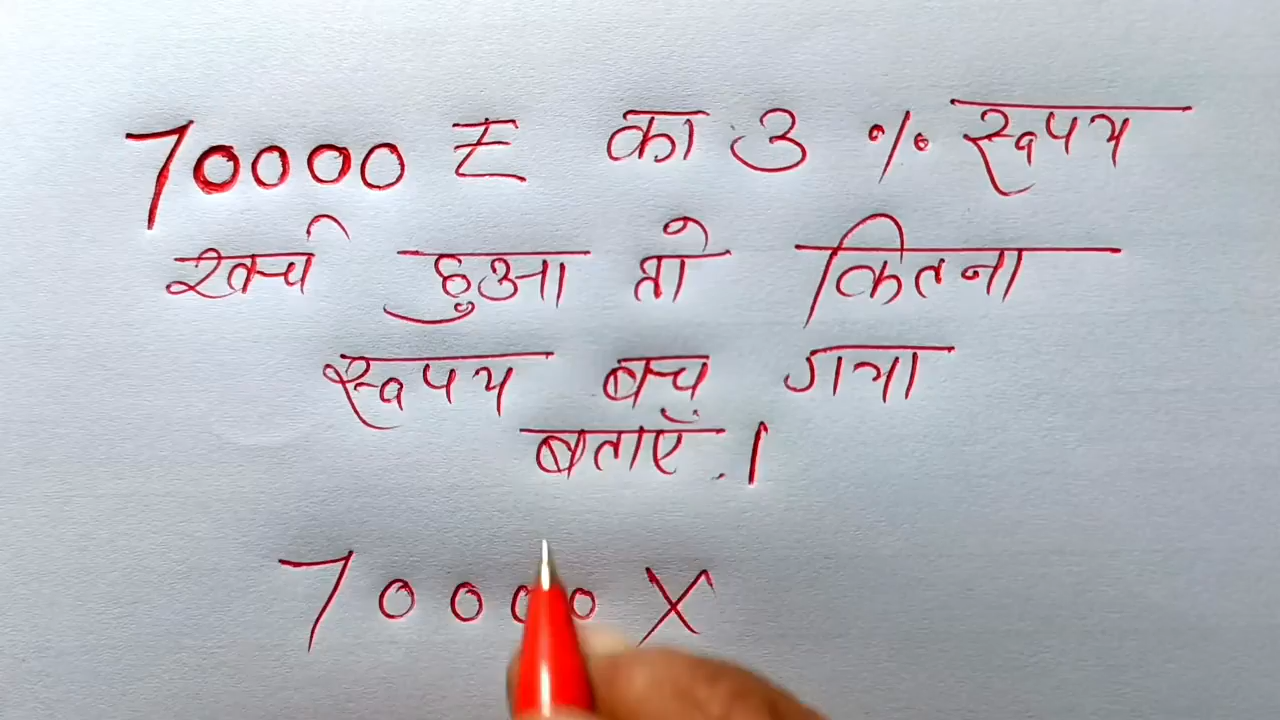 70000 ₹ का 3 % रूपय
खर्च हुआ तो कितना
रूपय बच गया
बताएँ.।
70000 X